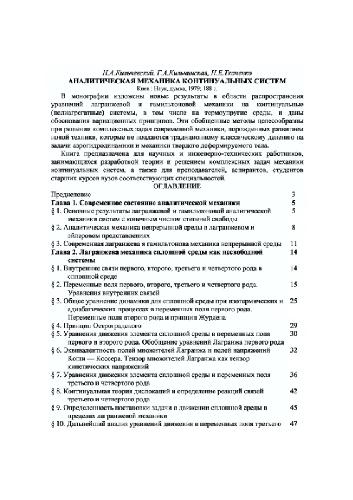 АНАЛИТИЧЕСКАЯ МЕХАНИКА КОНТИНУАЛЬНЫХ СИСТЕМ
Киев: Наук. думка, 1979; 188 с.
В монографии изложены новые результаты в области распространения
уравнений лагранжевой и гамильтоновой механики на континуальные
(неголономные) системы, в том числе на термоупругие среды, и даны
обоснования вариационных принципов. Эти обобщенные методы целесообразны
при решении комплексных задач современной механики, порожденных развитием
новой техники, которые не поддаются традиционному классическому делению на
задачи аэрогидродинамики и механики твердого деформируемого тела.
Книга предназначена для научных и инженерно-технических работников,
занимающихся разработкой теории и решением комплексных задач механики
континуальных систем, а также для преподавателей, аспирантов, студентов
старших курсов вузов соответствующих специальностей.
ОГЛАВЛЕНИЕ
Предисловие 3
Глава 1. Современное состояние аналитической механики 5
§ 1. Основные результаты лагранжевой и гамильтоновой аналитической 5
механики систем с конечным числом степеней свободы
§ 2. Аналитическая механика непрерывной среды в лагранжевом и 8
эйлеровом представлениях
§ 3. Современная лагранжева и гамильтонова механика непрерывной среды 11
Глава 2. Лагранжева механика сплошной среды как несвободной 14
системы
§ 1. Внутренние связи первого, второго, третьего и четвертого рода в 14
сплошной среде
§ 2. Переменные поля первого, второго, третьего и четвертого рода. 15
Уравнения внутренних связей
§ 3. Общее уравнение динамики для сплошной среды при изотермических и 25
адиабатических процессах в переменных поля первого рода.
Переменные поля второго рода и принцип Журдена
§ 4. Принцип Остроградского 29
§ 5. Уравнения движения элемента сплошной среды в переменных поля 30
первого и второго рода. Обобщение уравнений Лагранжа первого рода
§ 6. Эквивалентность полей множителей Лагранжа и полей напряжений 32
Коши — Коссера. Тензор множителей Лагранжа как тензор
кинетических напряжений
§ 7. Уравнения движения элемента сплошной среды в переменных поля 36
третьего и четвертого рода
§ 8. Континуальная теория дислокаций и определение реакций связей 42
третьего и четвертого рода
§ 9. Определенность постановки задачи о движении сплошной среды в 45
пределах лагранжевой механики
§ 10. Дальнейший анализ уравнений движения в переменных поля третьего 47